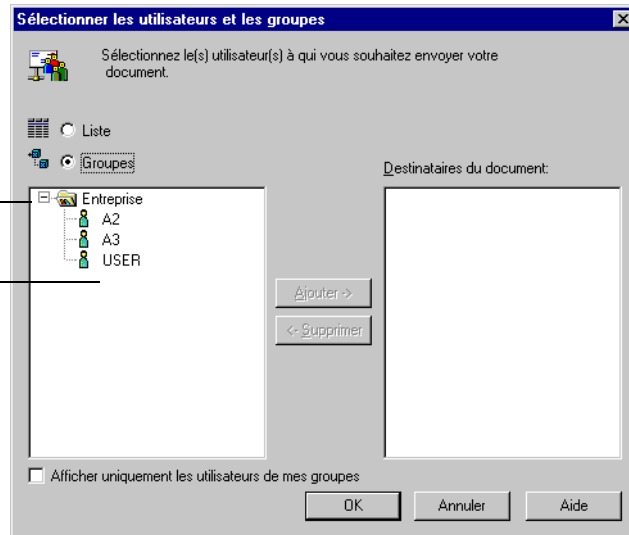 Sélectionner les utilisateurs et les groupes
Sélectionnez le(s) utilisateur(s) à qui vous souhaitez envoyer votre
document.
Liste
Groupes
Destinataires du document:
Entreprise
A2
A3
USER
Ajouter ->
<- Supprimer
Afficher uniquement les utilisateurs de mes groupes
OK
Annuler
Aide